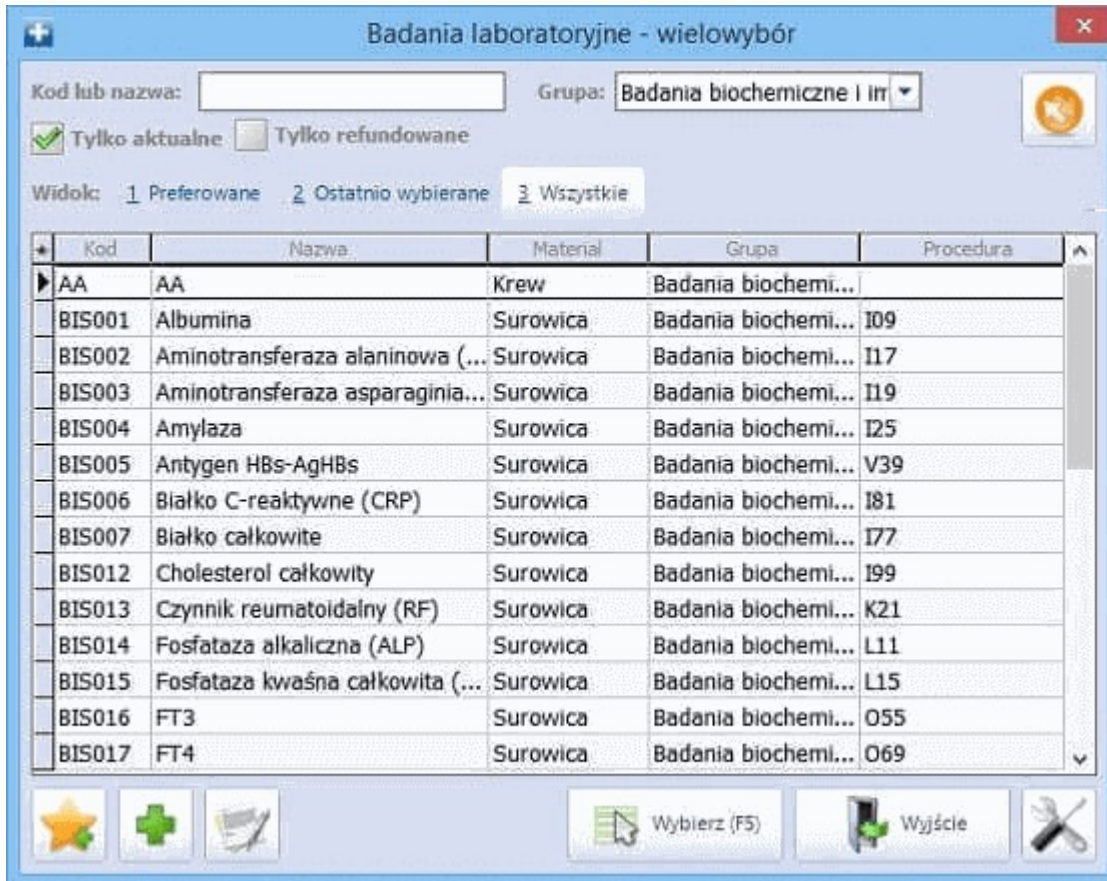 Badania laboratoryjne - wielowybór
Kod lub nazwa: Grupa: Badania biochemiczne i im
Tylko aktualne Tylko refundowane
Widok: 1 Preferowane 2 Ostatnio wybierane 3 Wszystkie
Kod Nazwa Materiał Grupa Procedura
AA AA Krew Badania biochemi...
BIS001 Albumina Surowica Badania biochemi... I09
BIS002 Aminotransferaza alaninowa (... Surowica Badania biochemi... I17
BIS003 Aminotransferaza asparaginia... Surowica Badania biochemi... I19
BIS004 Amylaza Surowica Badania biochemi... I25
BIS005 Antygen HBs-AgHBs Surowica Badania biochemi... V39
BIS006 Białko C-reaktywne (CRP) Surowica Badania biochemi... I81
BIS007 Białko całkowite Surowica Badania biochemi... I77
BIS012 Cholesterol całkowity Surowica Badania biochemi... I99
BIS013 Czynnik reumatoidalny (RF) Surowica Badania biochemi... K21
BIS014 Fosfataza alkaliczna (ALP) Surowica Badania biochemi... L11
BIS015 Fosfataza kwaśna całkowita (... Surowica Badania biochemi... L15
BIS016 FT3 Surowica Badania biochemi... O55
BIS017 FT4 Surowica Badania biochemi... O69
Wybierz (F5) Wyjście